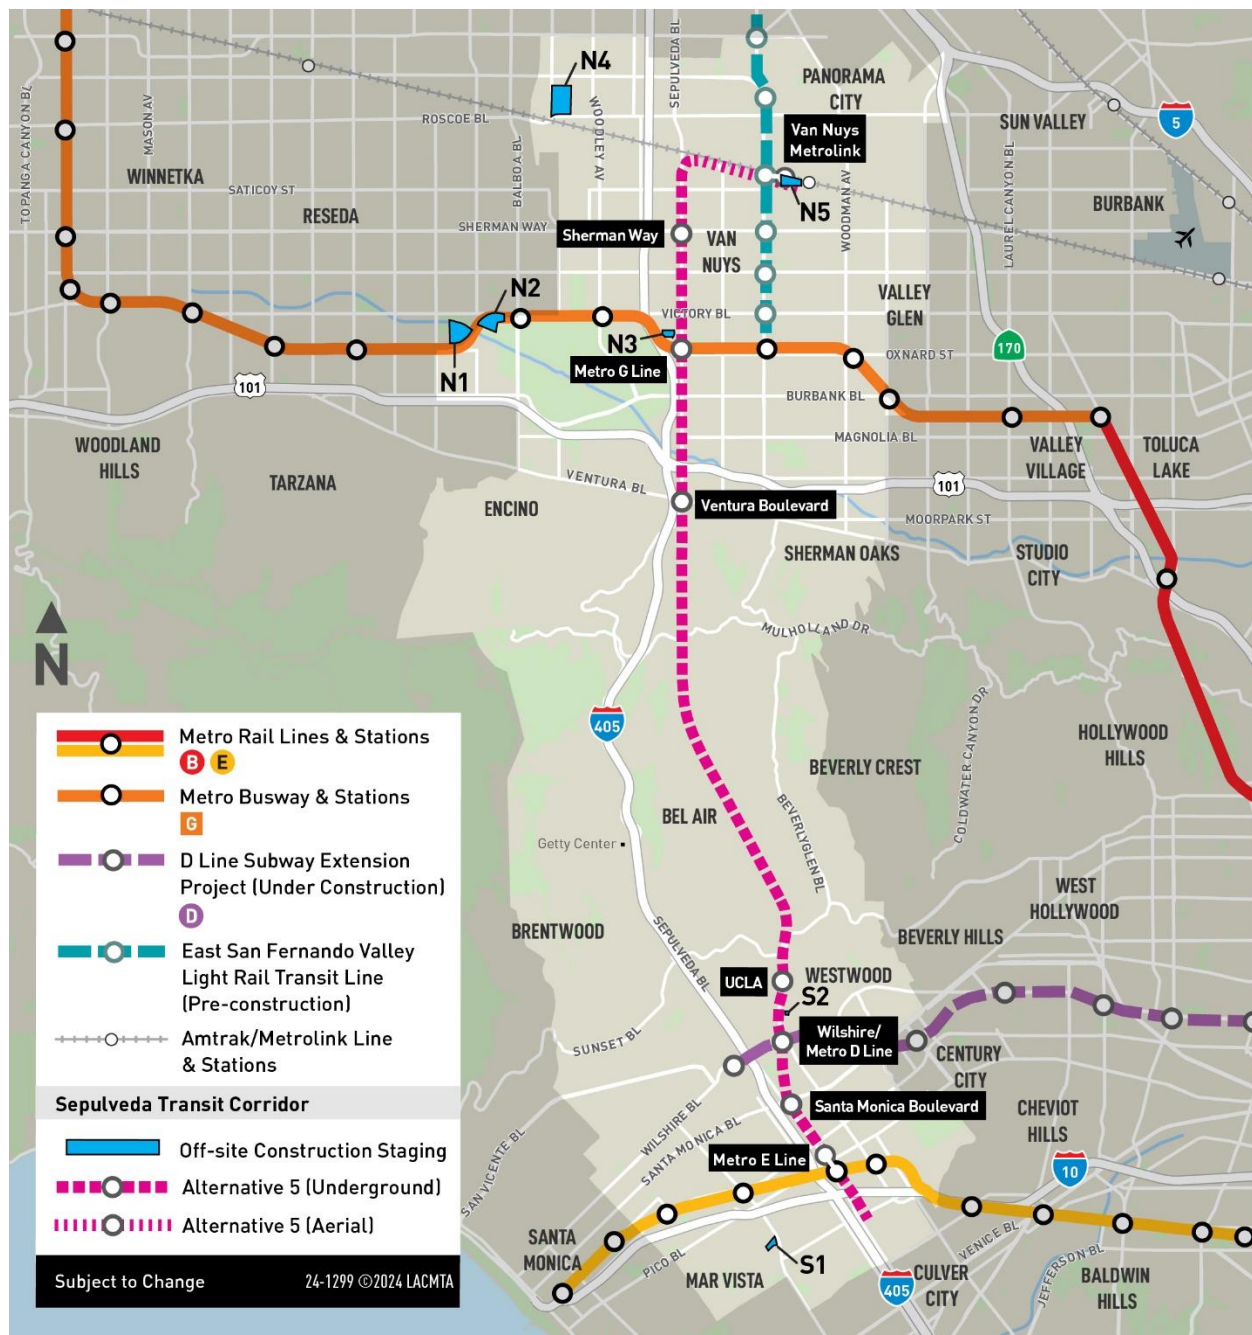 N4
SEPULVEDA BL
PANORAMA
CITY
5
TOPANGA CANYON BL
MASON AV
WOODLEY AV
ROSCOE BL
BALBOA BL
Van Nuys
Metrolink
SUN VALLEY
LAUREL CANYON BL
WINNETKA
SATICOY ST
RESEDA
SHERMAN WAY
WOODMAN AV
BURBANK
N5
Sherman Way
VAN
NUYS
N2
VICTORY BL
VALLEY
GLEN
N1
N3
Metro G Line
OXNARD ST
170
101
BURBANK BL
MAGNOLIA BL
WOODLAND
HILLS
TARZANA
VENTURA BL
VALLEY
VILLAGE
TOLUCA
LAKE
ENCINO
Ventura Boulevard
101
MOORPARK ST
SHERMAN OAKS
STUDIO
CITY
N
MULHOLLAND DR
405
COLDWATER CANYON DR
HOLLYWOOD
HILLS
BEVERLY CREST
BEL AIR
BEVERLYGLEN BL
Getty Center
WEST
HOLLYWOOD
BRENTWOOD
SEPULVEDA BL
BEVERLY HILLS
UCLA
WESTWOOD
S2
SUNSET BL
Wilshire/
Metro D Line
CENTURY
CITY
WILSHIRE BL
SANTA MONICA BL
Santa Monica Boulevard
CHEVIOT
HILLS
SAN VICENTE BL
Metro E Line
10
SANTA
MONICA
PICO BL
S1
MAR VISTA
VENICE BL
JEFFERSON BL
405
CULVER
CITY
BALDWIN
HILLS
Metro Rail Lines & Stations
B E
Metro Busway & Stations
G
D Line Subway Extension
Project (Under Construction)
D
East San Fernando Valley
Light Rail Transit Line
(Pre-construction)
Amtrak/Metrolink Line
& Stations
Sepulveda Transit Corridor
Off-site Construction Staging
Alternative 5 (Underground)
Alternative 5 (Aerial)
Subject to Change 24-1299 ©2024 LACMTA